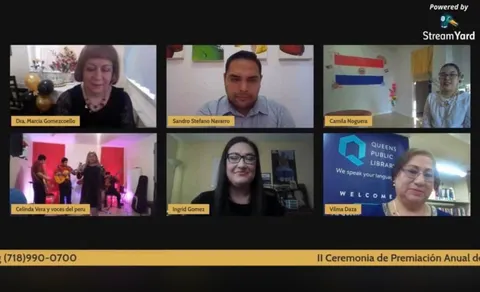 Powered by
StreamYard
Dra, Marcia Gomezcoello
Sandro Stefano Navarro
Camila Noguera
Celinda Vera y voces del peru
Ingrid Gomes
QUEENS
PUBLIC
LIBRARY
We speak your language
WELCOME
Vilma Daza
(718)990-0700
II Ceremonia de Premiación Anual de